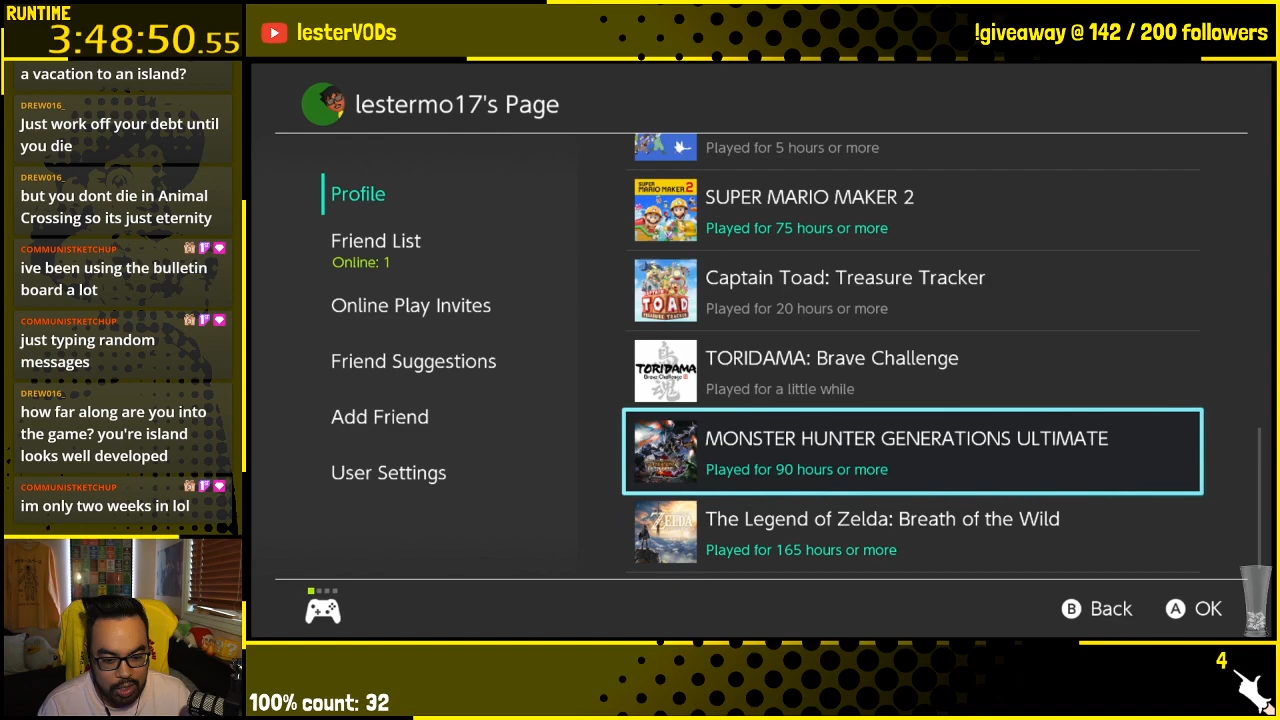 RUNTIME
3:48:50.55
lesterVODs
!giveaway @ 142 / 200 followers
a vacation to an island?
DREW016_
Just work off your debt until
you die
DREW016_
but you dont die in Animal
Crossing so its just eternity
COMMUNISTKETCHUP
ive been using the bulletin
board a lot
COMMUNISTKETCHUP
just typing random
messages
DREW016_
how far along are you into
the game? you're island
looks well developed
COMMUNISTKETCHUP
im only two weeks in lol
lestermo17's Page
Profile
Friend List
Online: 1
Online Play Invites
Friend Suggestions
Add Friend
User Settings
Played for 5 hours or more
SUPER MARIO MAKER 2
SUPER MARIO MAKER 2
Played for 75 hours or more
TOAD
Captain Toad: Treasure Tracker
Played for 20 hours or more
TORIDAMA
TORIDAMA: Brave Challenge
Played for a little while
MONSTER HUNTER GENERATIONS ULTIMATE
Played for 90 hours or more
ZELDA
The Legend of Zelda: Breath of the Wild
Played for 165 hours or more
B Back
A OK
4
100% count: 32